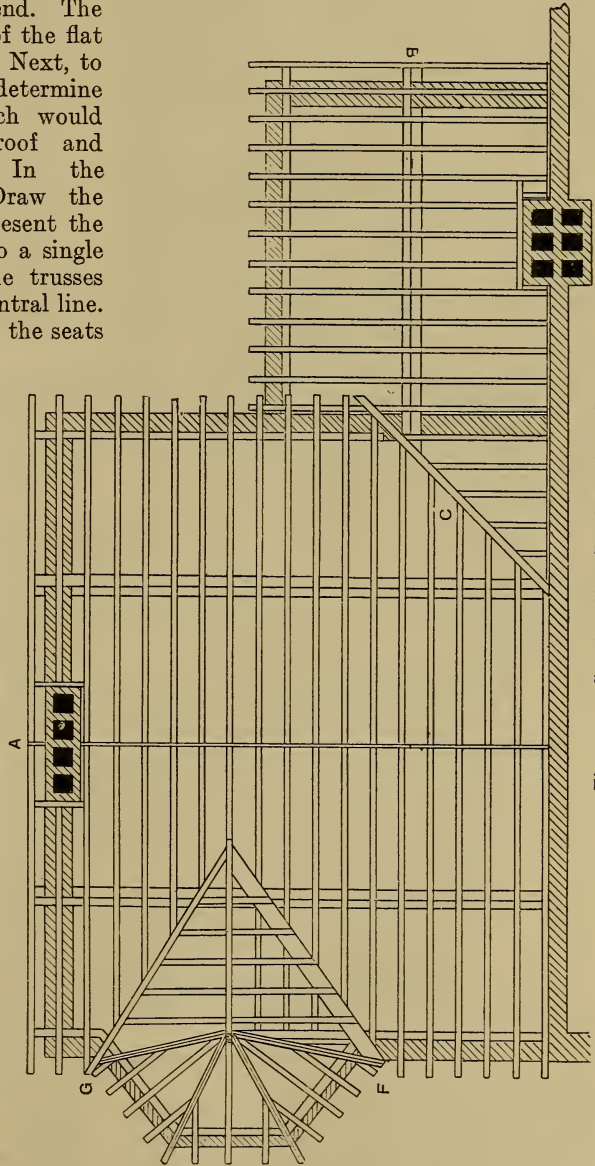 end. The
of the flat
Next, to
determine
ch would
roof and
In the
Draw the
esent the
o a single
e trusses
ntral line.
the seats
A
B
C
G
F